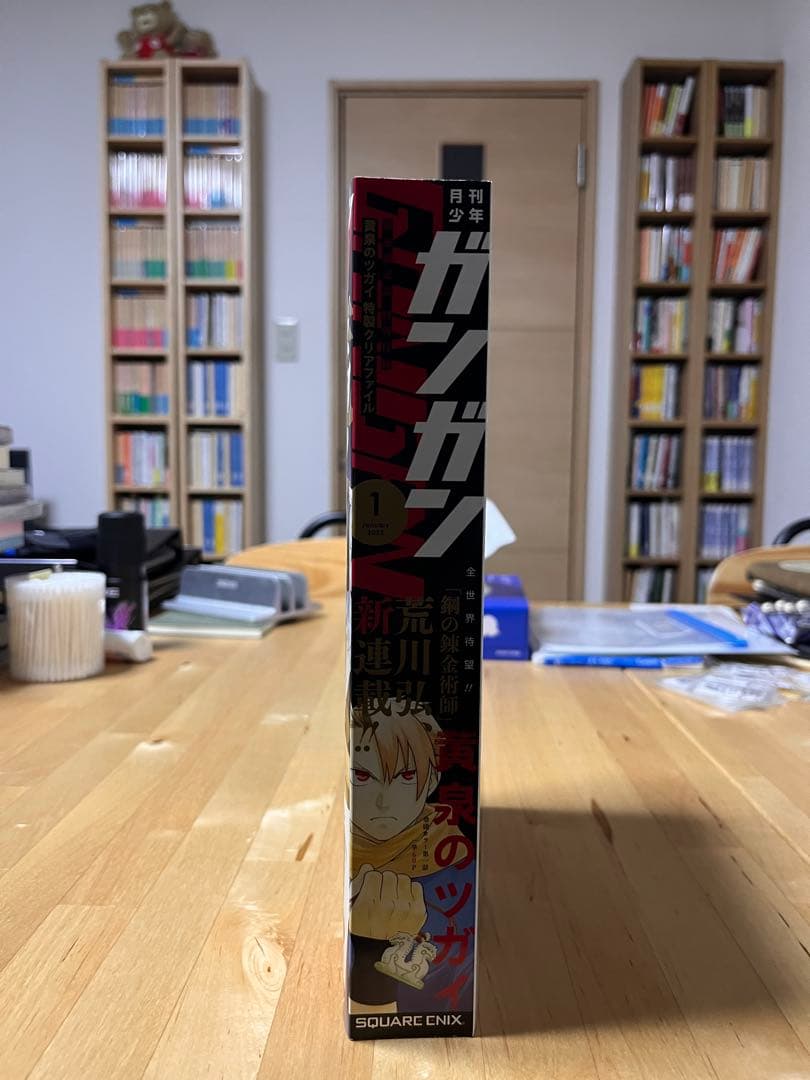 月刊
少年
ガンガン
黄泉のツガイ 特製クリアファイル
1
JANUARY
2022
全世界待望!!
「鋼の錬金術師」
荒川弘、
新連載!!
黄泉のツガイ
SQUARE ENIX